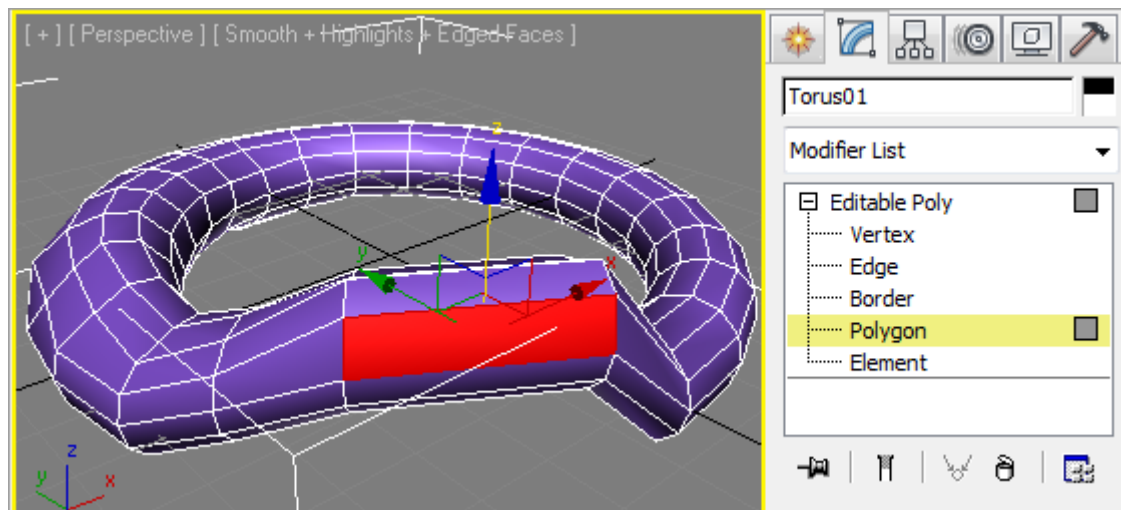 [ + ] [ Perspective ] [ Smooth + Highlights + Edged Faces ]
z
y
x
z
y
x
Torus01
Modifier List
Editable Poly
Vertex
Edge
Border
Polygon
Element